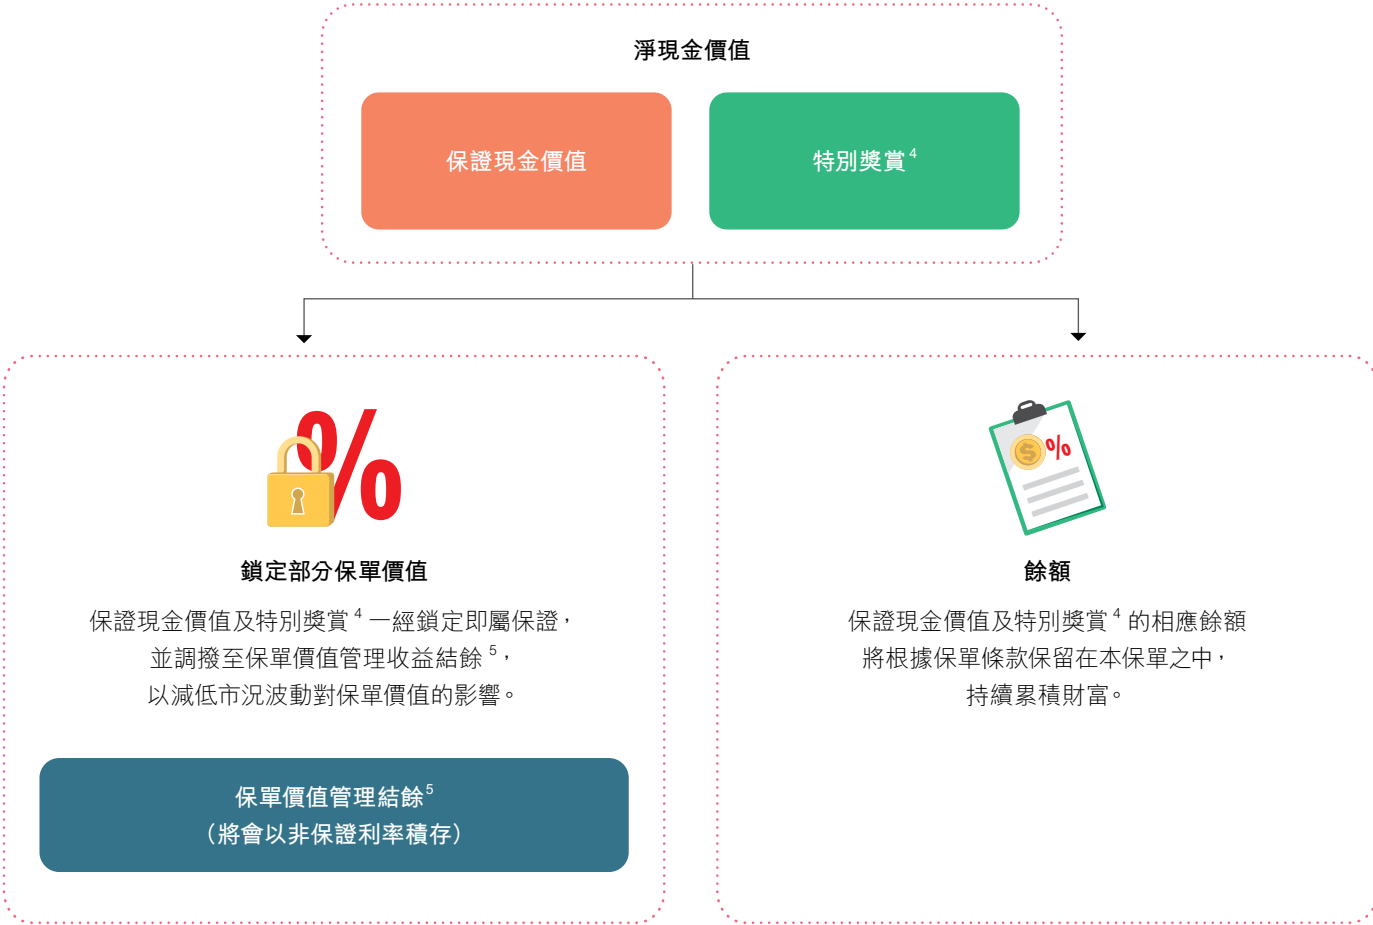 淨現金價值
保證現金價值
特別獎賞4
%
%
$
鎖定部分保單價值
保證現金價值及特別獎賞4 一經鎖定即屬保證，
並調撥至保單價值管理收益結餘5，
以減低市況波動對保單價值的影響。
保單價值管理結餘5
（將會以非保證利率積存）
餘額
保證現金價值及特別獎賞4 的相應餘額
將根據保單條款保留在本保單之中，
持續累積財富。